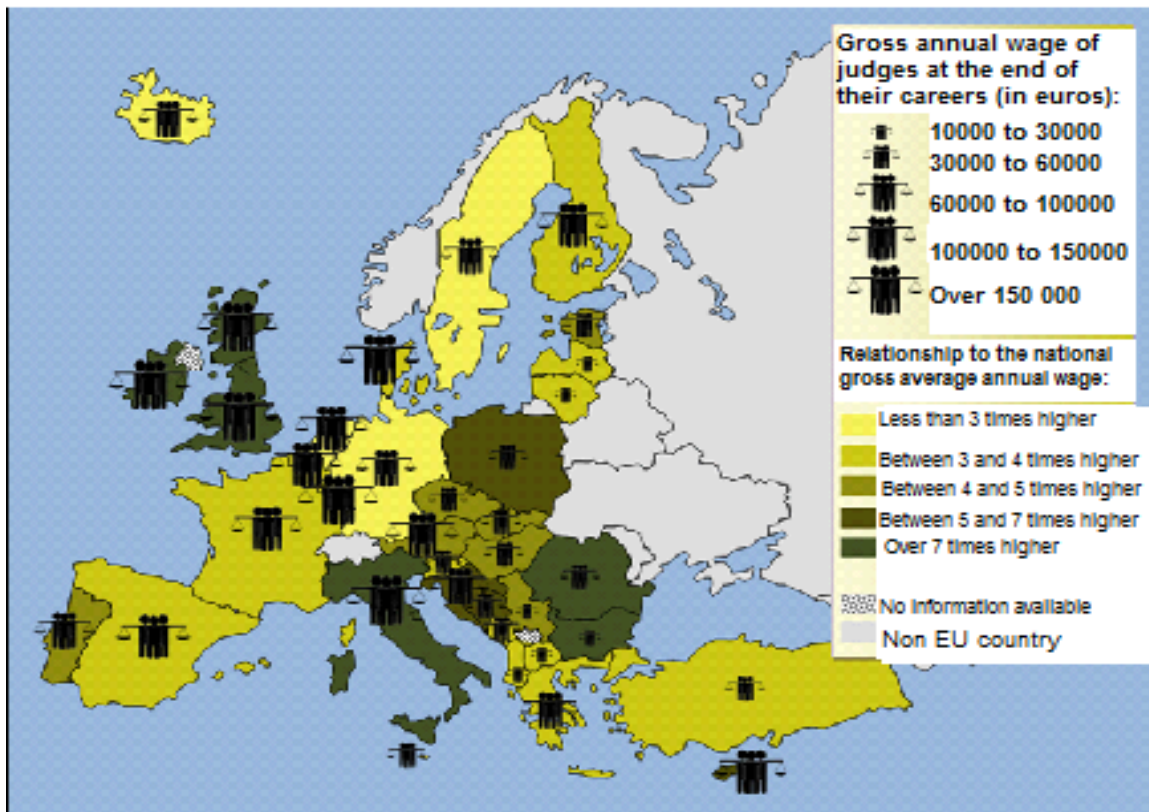 Gross annual wage of
judges at the end of
their careers (in euros):
10000 to 30000
30000 to 60000
60000 to 100000
100000 to 150000
Over 150 000
Relationship to the national
gross average annual wage:
Less than 3 times higher
Between 3 and 4 times higher
Between 4 and 5 times higher
Between 5 and 7 times higher
Over 7 times higher
No Information available
Non EU country